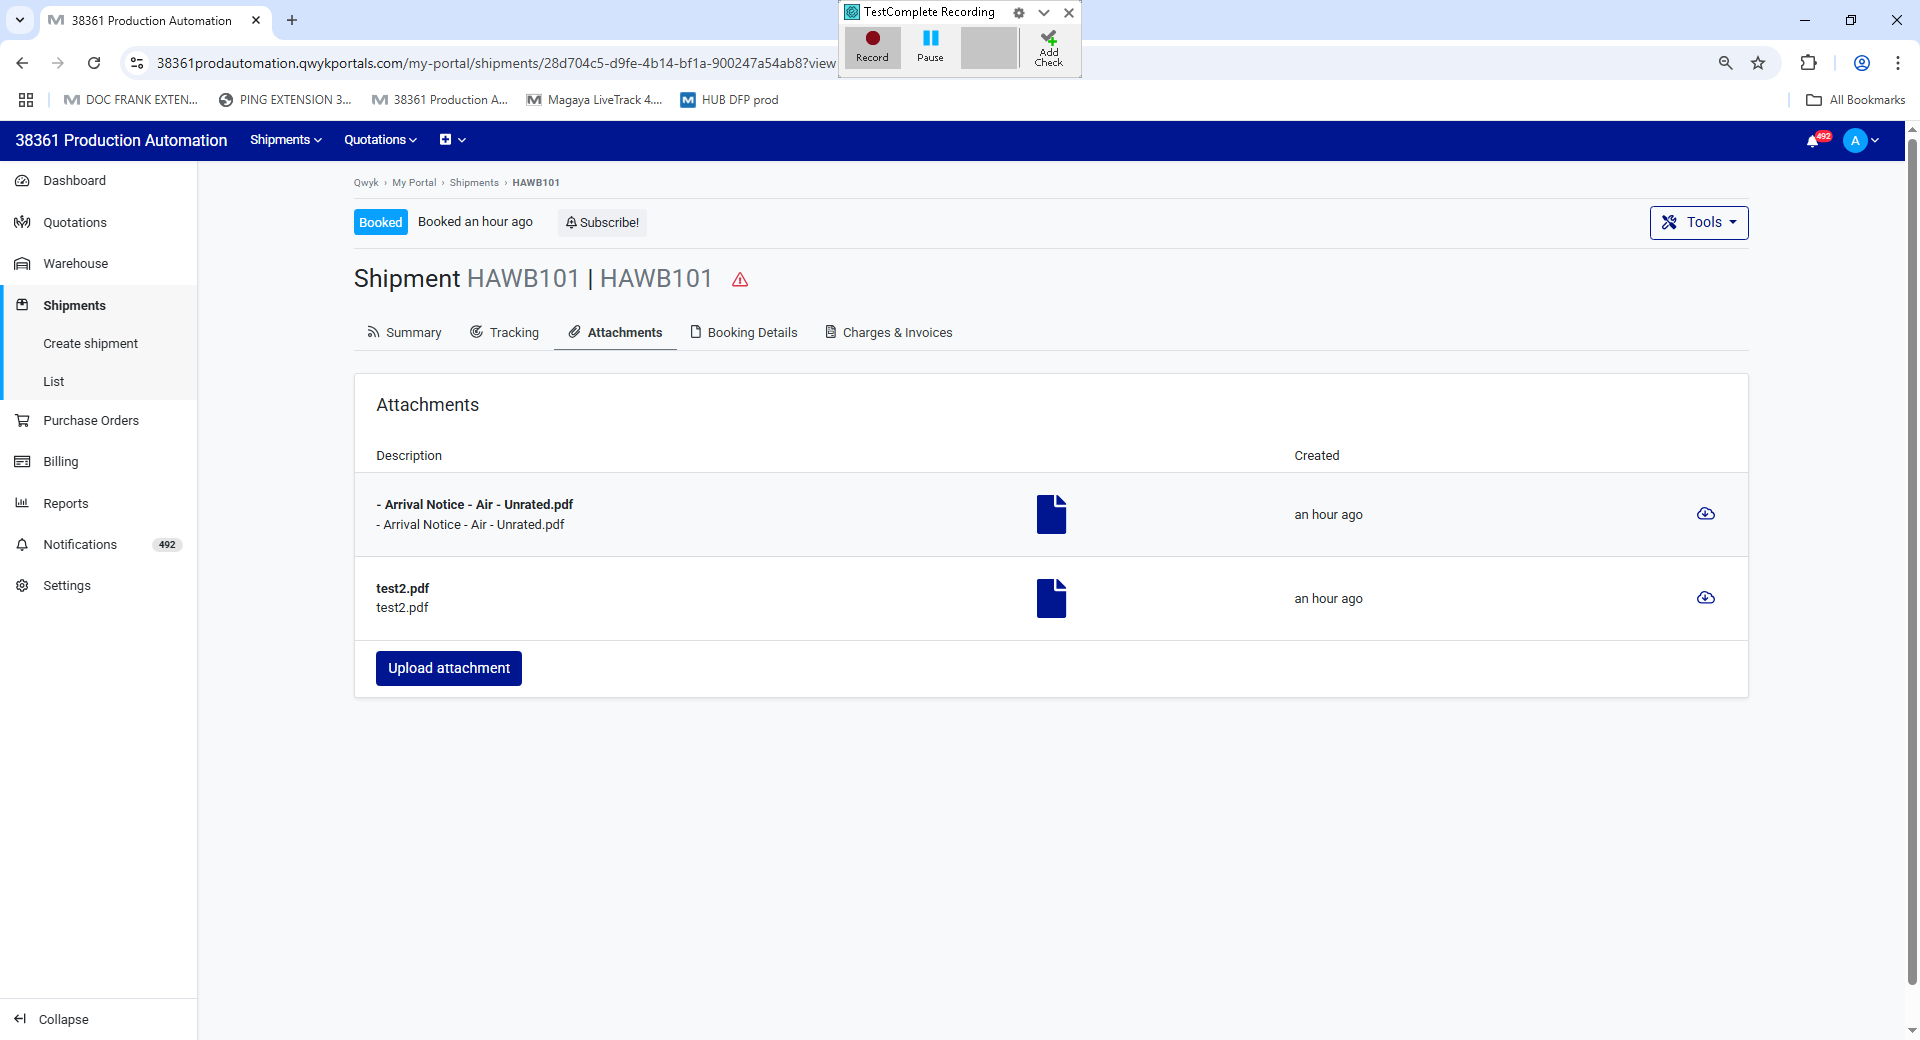 38361 Production Automation
TestComplete Recording
Record
Pause
Add
Check
38361prodautomation.qwykportals.com/my-portal/shipments/28d704c5-d9fe-4b14-bf1a-900247a54ab8?view
DOC FRANK EXTEN...
PING EXTENSION 3...
38361 Production A...
Magaya LiveTrack 4....
HUB DFP prod
All Bookmarks
38361 Production Automation
Shipments
Quotations
492
A
Dashboard
Quotations
Warehouse
Shipments
Create shipment
List
Purchase Orders
Billing
Reports
Notifications 492
Settings
Collapse
Qwyk › My Portal › Shipments › HAWB101
Booked Booked an hour ago Subscribe!
Tools
Shipment HAWB101 | HAWB101
Summary Tracking Attachments Booking Details Charges & Invoices
Attachments
Description Created
- Arrival Notice - Air - Unrated.pdf
- Arrival Notice - Air - Unrated.pdf
an hour ago
test2.pdf
test2.pdf
an hour ago
Upload attachment